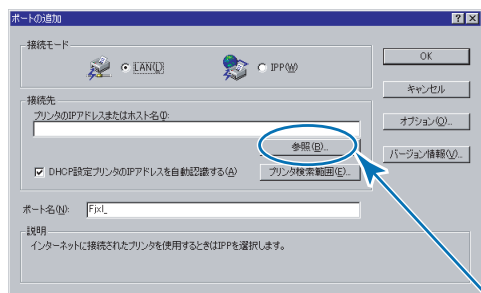 ポートの追加
接続モード
LAN(L)
IPP(W)
OK
キャンセル
オプション(O)...
バージョン情報(V)...
接続先
プリンタのIPアドレスまたはホスト名(I):
参照(B)...
DHCP設定プリンタのIPアドレスを自動認識する(A)
プリンタ検索範囲(E)...
ポート名(N):
Fjxl_
説明
インターネットに接続されたプリンタを使用するときはIPPを選択します。